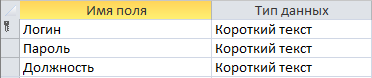 Имя поля Тип данных
Логин Короткий текст
Пароль Короткий текст
Должность Короткий текст